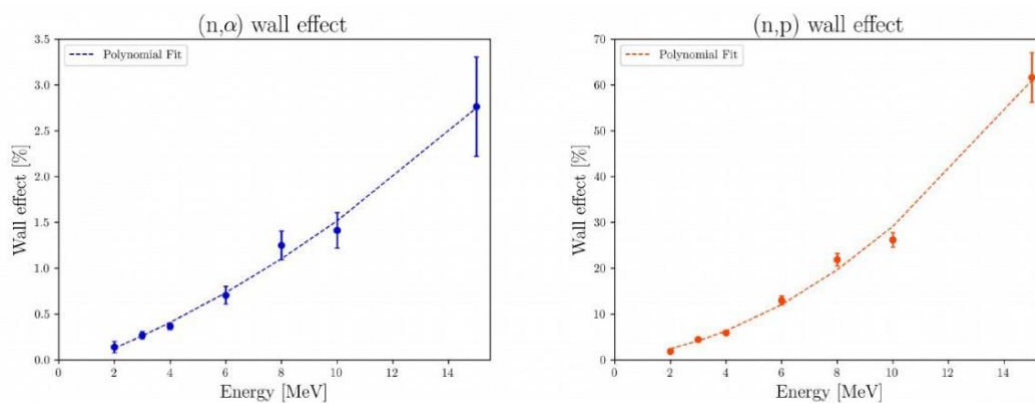 (n,α) wall effect
3.5
3.0
2.5
2.0
1.5
1.0
0.5
0.0
Wall effect [%]
Polynomial Fit
0 2 4 6 8 10 12 14
Energy [MeV]
(n,p) wall effect
70
60
50
40
30
20
10
0
Wall effect [%]
Polynomial Fit
0 2 4 6 8 10 12 14
Energy [MeV]